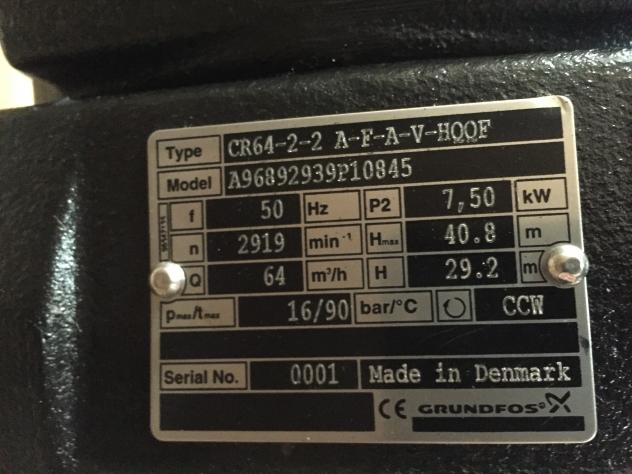 Type CR64-2-2 A-F-A-V-HQQF
Model A96892939P10845
f 50 Hz P2 7,50 kW
n 2919 min⁻¹ Hmax 40.8 m
Q 64 m³/h H 29.2 m
pmax/tmax 16/90 bar/°C CCW
Serial No. 0001 Made in Denmark
CE GRUNDFOS